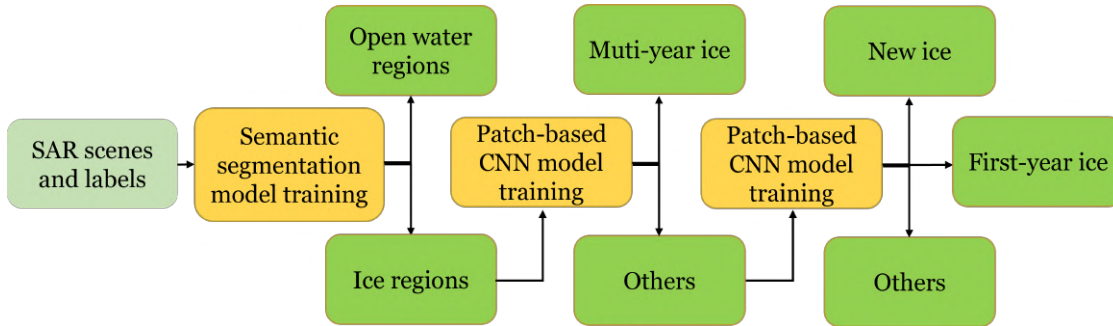 Open water
regions
Muti-year ice
New ice
SAR scenes
and labels
Semantic
segmentation
model training
Patch-based
CNN model
training
Patch-based
CNN model
training
First-year ice
Ice regions
Others
Others